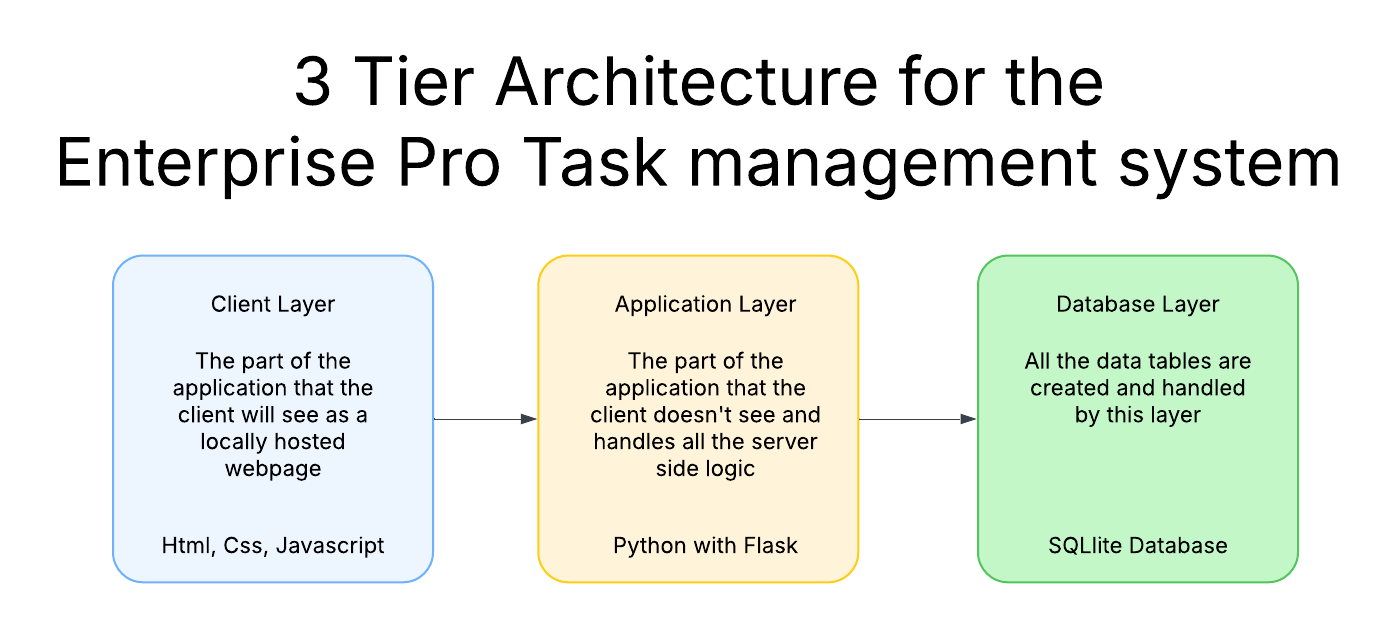 3 Tier Architecture for the
Enterprise Pro Task management system
Client Layer
The part of the
application that the
client will see as a
locally hosted
webpage
Html, Css, Javascript
Application Layer
The part of the
application that the
client doesn't see and
handles all the server
side logic
Python with Flask
Database Layer
All the data tables are
created and handled
by this layer
SQLlite Database